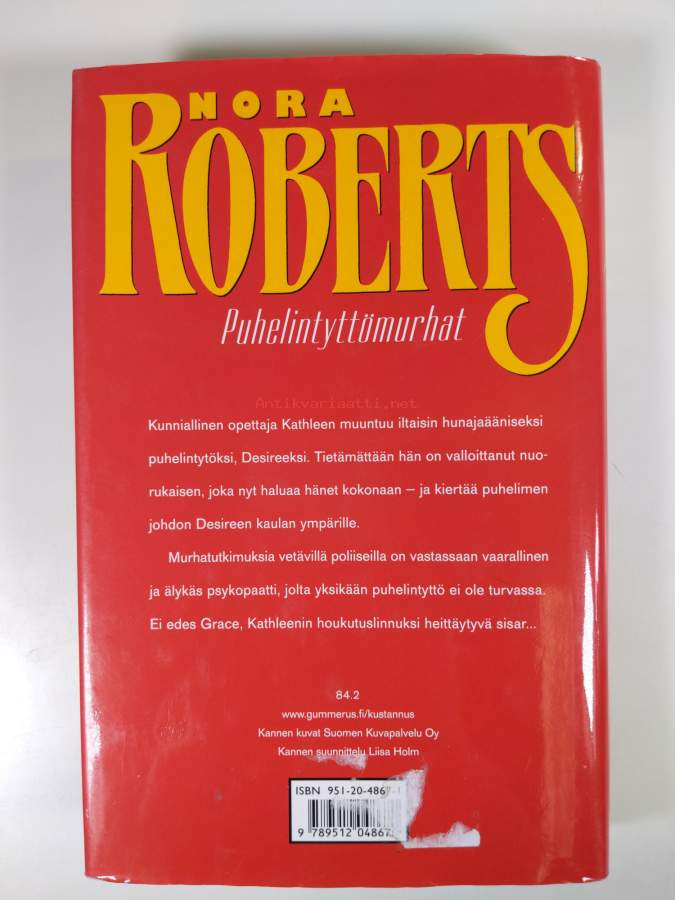 NORA
ROBERTS
Puhelintyttömurhat
Antikvariaatti.net
Kunniallinen opettaja Kathleen muuntuu iltaisin hunajaääniseksi
puhelintytöksi, Desireeksi. Tietämättään hän on valloittanut nuo-
rukaisen, joka nyt haluaa hänet kokonaan – ja kiertää puhelimen
johdon Desireen kaulan ympärille.
Murhatutkimuksia vetävillä poliiseilla on vastassaan vaarallinen
ja älykäs psykopaatti, jolta yksikään puhelintyttö ei ole turvassa.
Ei edes Grace, Kathleenin houkutuslinnuksi heittäytyvä sisar...
84.2
www.gummerus.fi/kustannus
Kannen kuvat Suomen Kuvapalvelu Oy
Kannen suunnittelu Liisa Holm
ISBN 951-20-4867-1
9 789512 04867